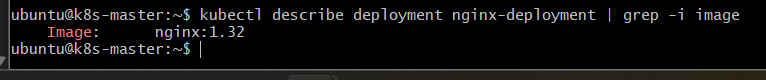 ubuntu@k8s-master:~$ kubectl describe deployment nginx-deployment | grep -i image
    Image:      nginx:1.32
ubuntu@k8s-master:~$